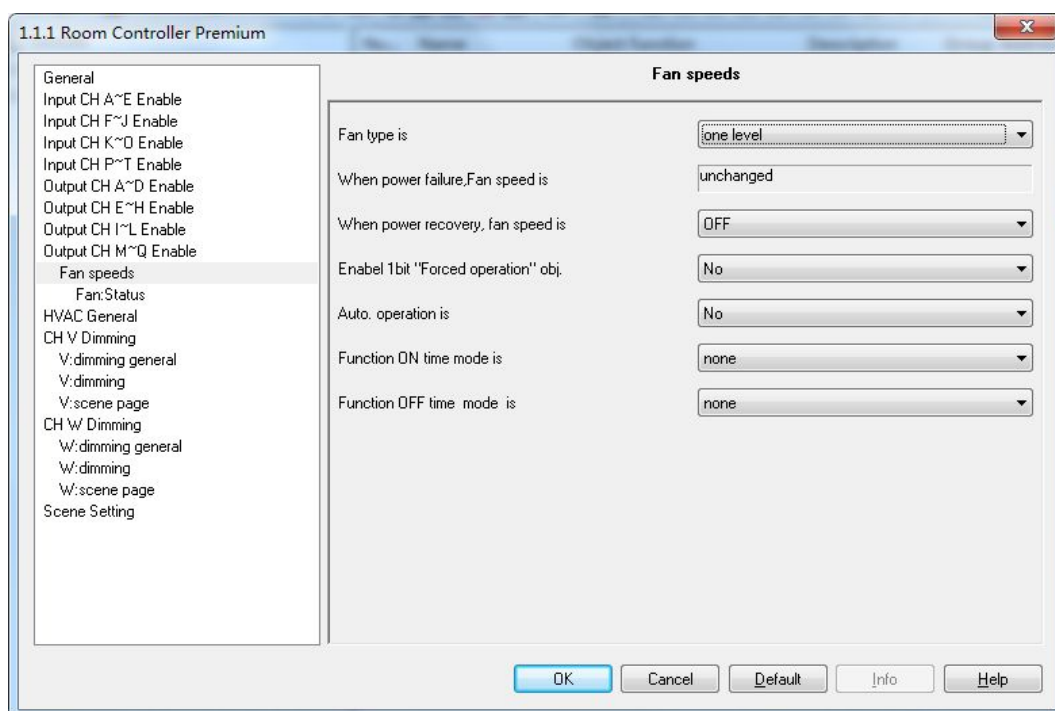 1.1.1 Room Controller Premium
General
Input CH A~E Enable
Input CH F~J Enable
Input CH K~O Enable
Input CH P~T Enable
Output CH A~D Enable
Output CH E~H Enable
Output CH I~L Enable
Output CH M~Q Enable
Fan speeds
Fan:Status
HVAC General
CH V Dimming
V:dimming general
V:dimming
V:scene page
CH W Dimming
W:dimming general
W:dimming
W:scene page
Scene Setting
Fan speeds
Fan type is one level
When power failure,Fan speed is unchanged
When power recovery, fan speed is OFF
Enabel 1bit "Forced operation" obj. No
Auto. operation is No
Function ON time mode is none
Function OFF time mode is none
OK Cancel Default Info Help